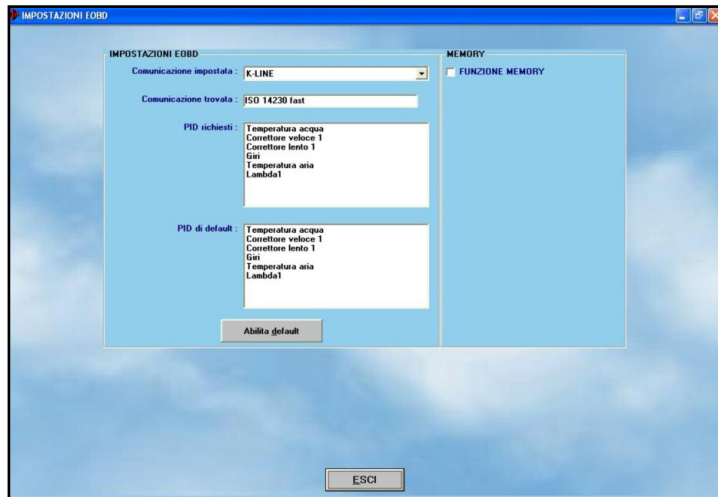 IMPOSTAZIONI EOBD
IMPOSTAZIONI EOBD
Comunicazione impostata : K-LINE
Comunicazione trovata : ISO 14230 fast
PID richiesti : Temperatura acqua
Correttore veloce 1
Correttore lento 1
Giri
Temperatura aria
Lambda1
PID di default : Temperatura acqua
Correttore veloce 1
Correttore lento 1
Giri
Temperatura aria
Lambda1
Abilita default
MEMORY
FUNZIONE MEMORY
ESCI